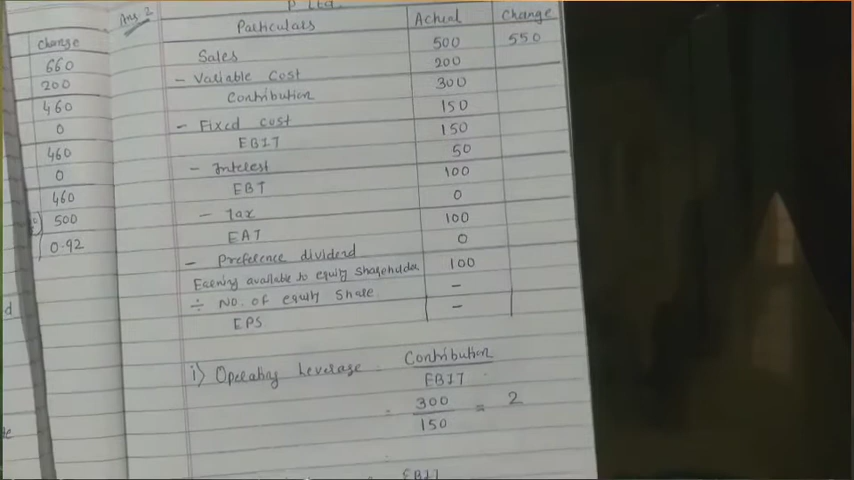 Change
660
200
460
0
460
0
460
500
0.92
d
Ans. 2
P Ltd.
Particulars Actual Change
Sales 500 550
- Variable Cost 200
Contribution 300
- Fixed cost 150
EBIT 150
- Interest 50
EBT 100
- Tax 0
EAT 100
- Preference dividend 0
Earning available to equity shareholder 100
÷ No. of equity Share. -
EPS -
i) Operating Leverage = Contribution
EBIT
= 300 = 2
150
= EBIT